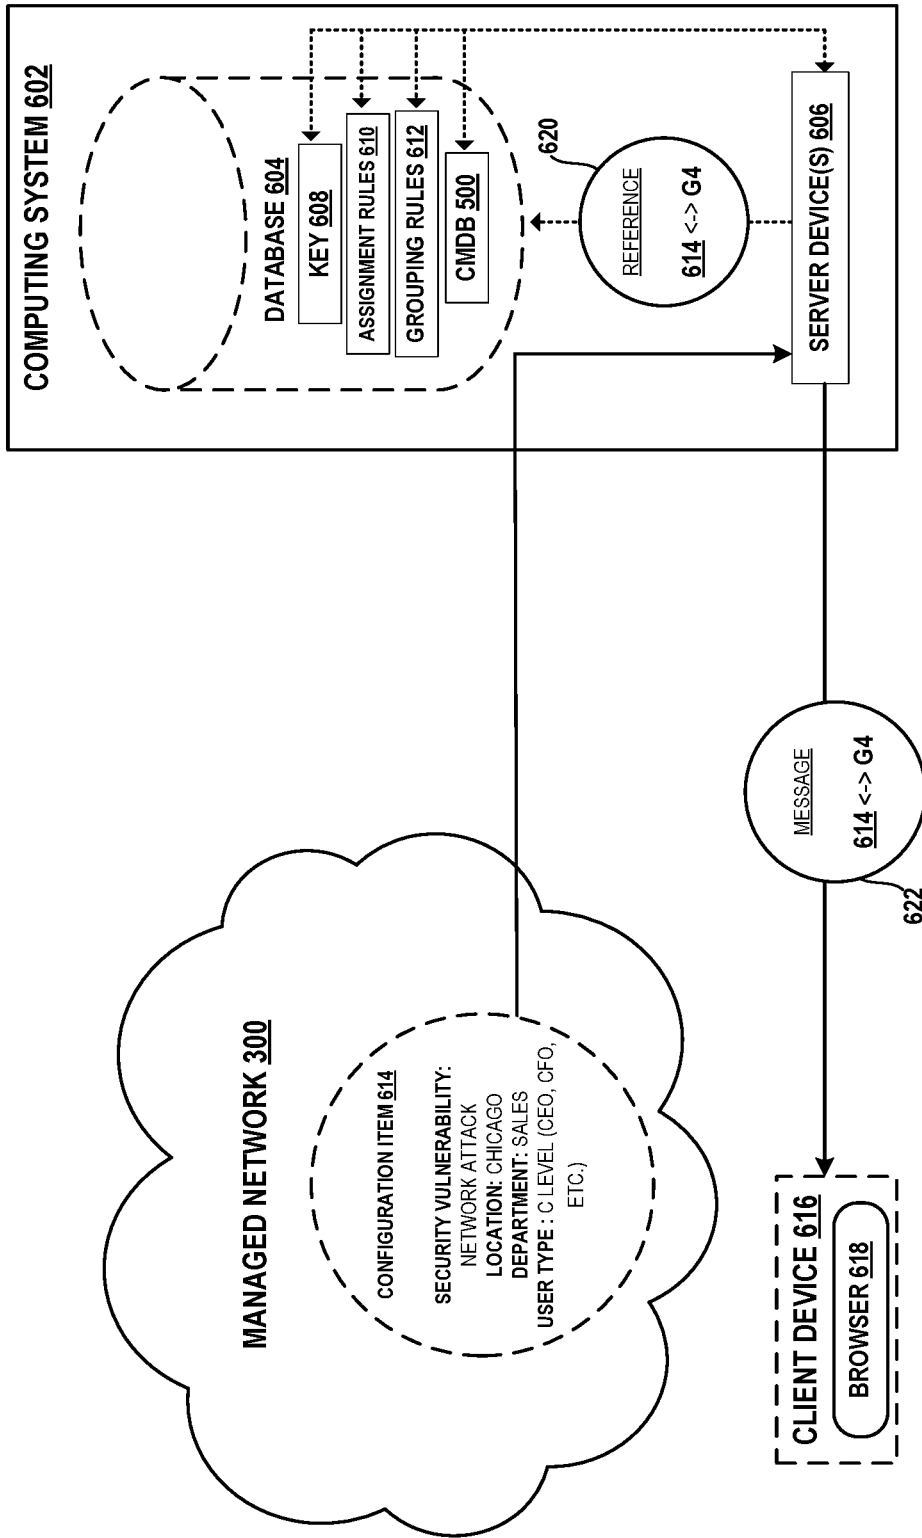 MANAGED NETWORK 300
CONFIGURATION ITEM 614
SECURITY VULNERABILITY:
NETWORK ATTACK
LOCATION: CHICAGO
DEPARTMENT: SALES
USER TYPE : C LEVEL (CEO, CFO,
ETC.)
COMPUTING SYSTEM 602
DATABASE 604
KEY 608
ASSIGNMENT RULES 610
GROUPING RULES 612
CMDB 500
620
REFERENCE
614 <-> G4
SERVER DEVICE(S) 606
CLIENT DEVICE 616
BROWSER 618
MESSAGE
614 <-> G4
622